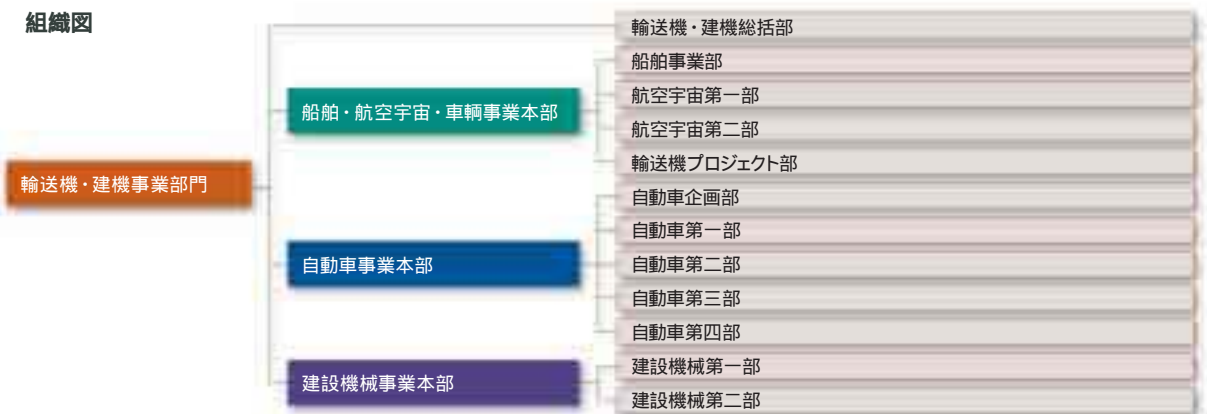 組織図
輸送機・建機事業部門
輸送機・建機総括部
船舶・航空宇宙・車輌事業本部
船舶事業部
航空宇宙第一部
航空宇宙第二部
輸送機プロジェクト部
自動車事業本部
自動車企画部
自動車第一部
自動車第二部
自動車第三部
自動車第四部
建設機械事業本部
建設機械第一部
建設機械第二部